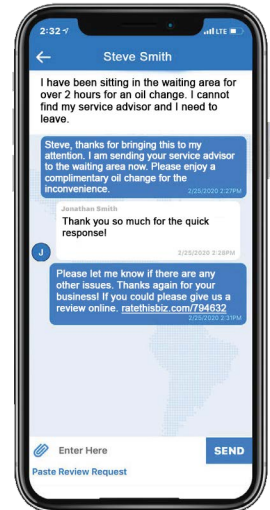 2:32
LTE
Steve Smith
I have been sitting in the waiting area for
over 2 hours for an oil change. I cannot
find my service advisor and I need to
leave.
Steve, thanks for bringing this to my
attention. I am sending your service advisor
to the waiting area now. Please enjoy a
complimentary oil change for the
inconvenience.
2/25/2020 2:27PM
Jonathan Smith
Thank you so much for the quick
response!
2/25/2020 2:28PM
J
Please let me know if there are any
other issues. Thanks again for your
business! If you could please give us a
review online. ratethisbiz.com/794632
2/25/2020 2:31PM
Enter Here
SEND
Paste Review Request